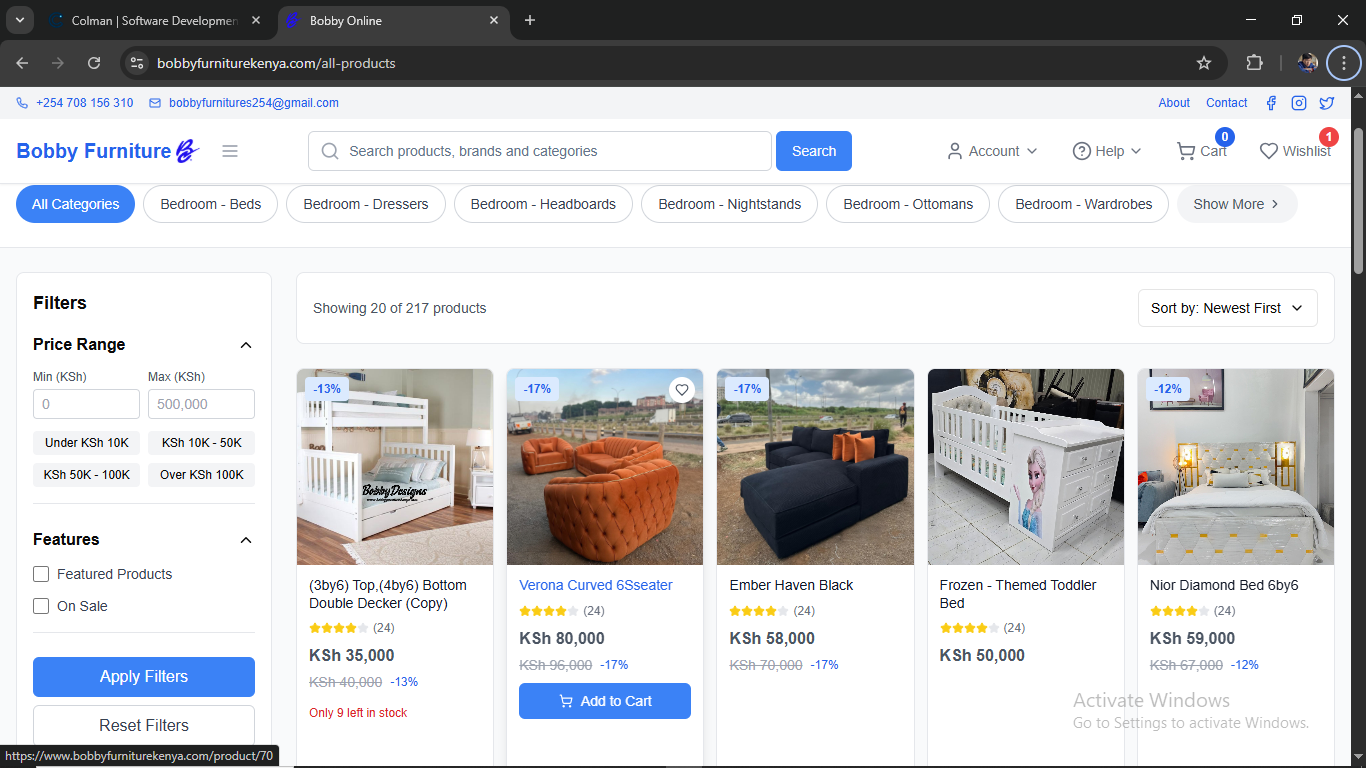 Colman | Software Developmen
Bobby Online
bobbyfurniturekenya.com/all-products
+254 708 156 310
bobbyfurnitures254@gmail.com
About
Contact
Bobby Furniture
Search products, brands and categories
Search
Account
Help
0
Cart
1
Wishlist
All Categories
Bedroom - Beds
Bedroom - Dressers
Bedroom - Headboards
Bedroom - Nightstands
Bedroom - Ottomans
Bedroom - Wardrobes
Show More
Filters
Price Range
Min (KSh)
Max (KSh)
0
500,000
Under KSh 10K
KSh 10K - 50K
KSh 50K - 100K
Over KSh 100K
Features
Featured Products
On Sale
Apply Filters
Reset Filters
Showing 20 of 217 products
Sort by: Newest First
-13%
BobbyDesigns
(3by6) Top,(4by6) Bottom
Double Decker (Copy)
(24)
KSh 35,000
KSh 40,000 -13%
Only 9 left in stock
-17%
Verona Curved 6Sseater
(24)
KSh 80,000
KSh 96,000 -17%
Add to Cart
-17%
Ember Haven Black
(24)
KSh 58,000
KSh 70,000 -17%
Frozen - Themed Toddler
Bed
(24)
KSh 50,000
-12%
Nior Diamond Bed 6by6
(24)
KSh 59,000
KSh 67,000 -12%
Activate Windows
Go to Settings to activate Windows.
https://www.bobbyfurniturekenya.com/product/70